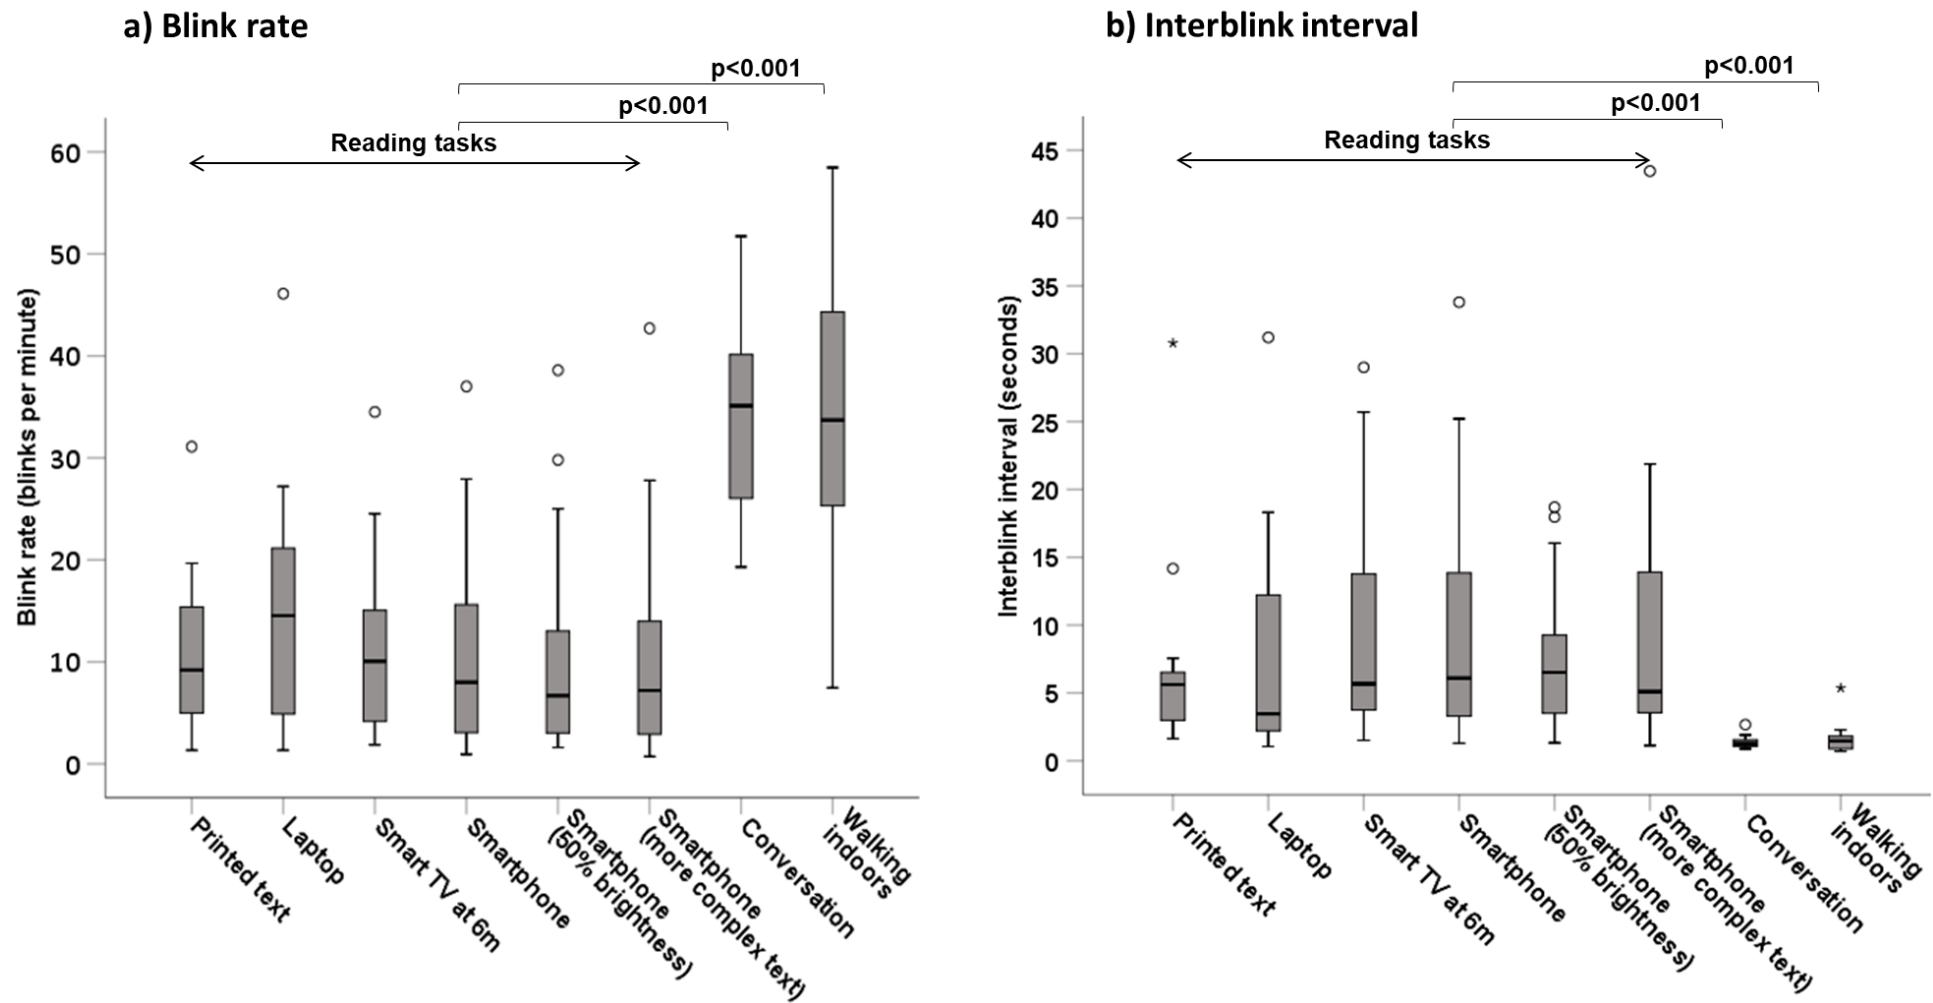 a) Blink rate
p<0.001
p<0.001
Reading tasks
Blink rate (blinks per minute)
60
50
40
30
20
10
0
Printed text
Laptop
Smart TV at 6m
Smartphone
Smartphone
(50% brightness)
Smartphone
(more complex text)
Conversation
Walking
indoors
b) Interblink interval
p<0.001
p<0.001
Reading tasks
Interblink interval (seconds)
45
40
35
30
25
20
15
10
5
0
Printed text
Laptop
Smart TV at 6m
Smartphone
Smartphone
(50% brightness)
Smartphone
(more complex text)
Conversation
Walking
indoors